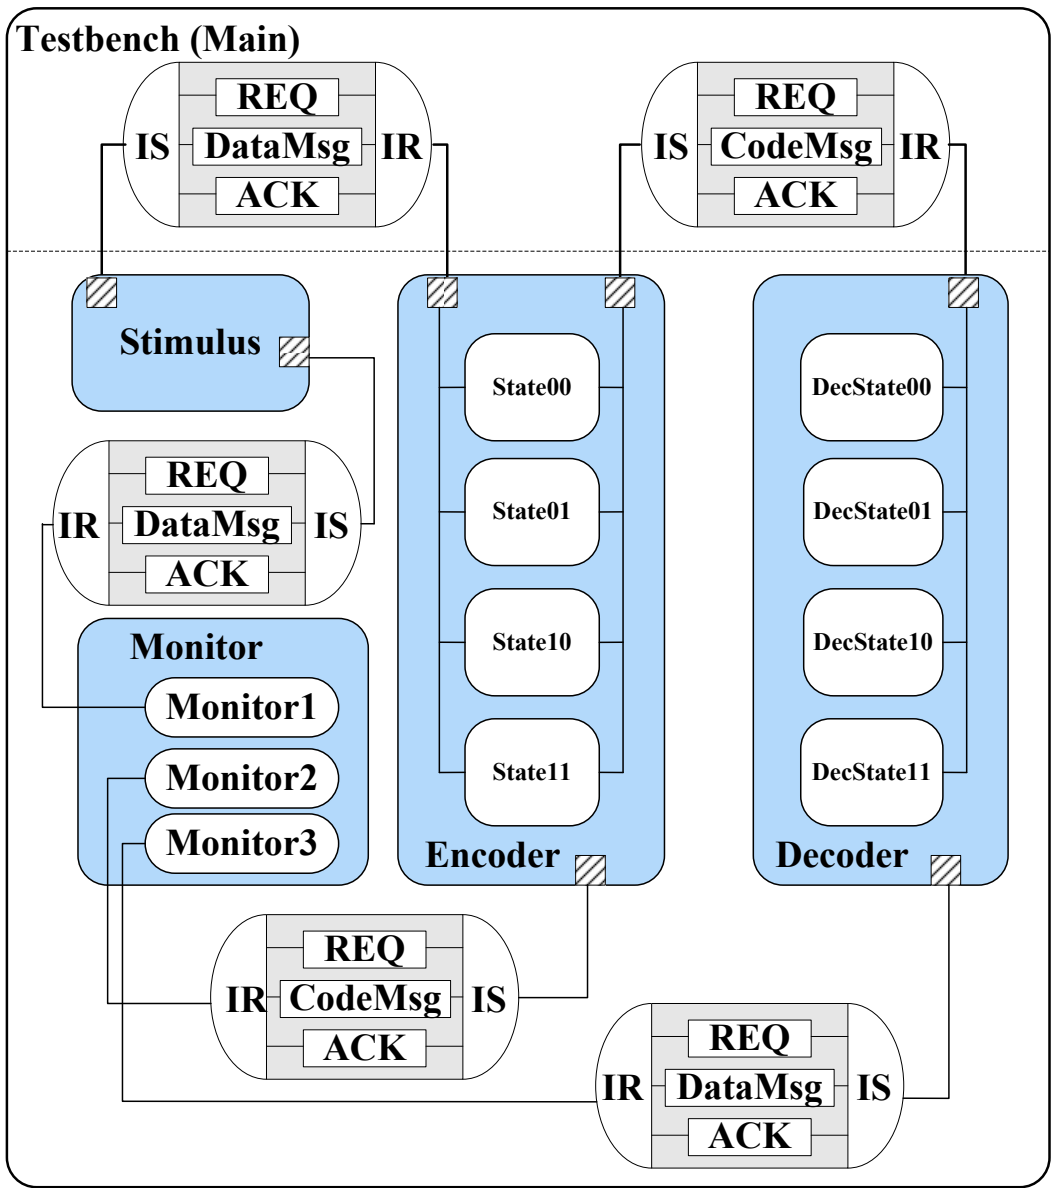 Testbench (Main)
REQ
IS DataMsg IR
ACK
REQ
IS CodeMsg IR
ACK
Stimulus
REQ
IR DataMsg IS
ACK
Monitor
Monitor1
Monitor2
Monitor3
State00
State01
State10
State11
Encoder
DecState00
DecState01
DecState10
DecState11
Decoder
REQ
IR CodeMsg IS
ACK
REQ
IR DataMsg IS
ACK